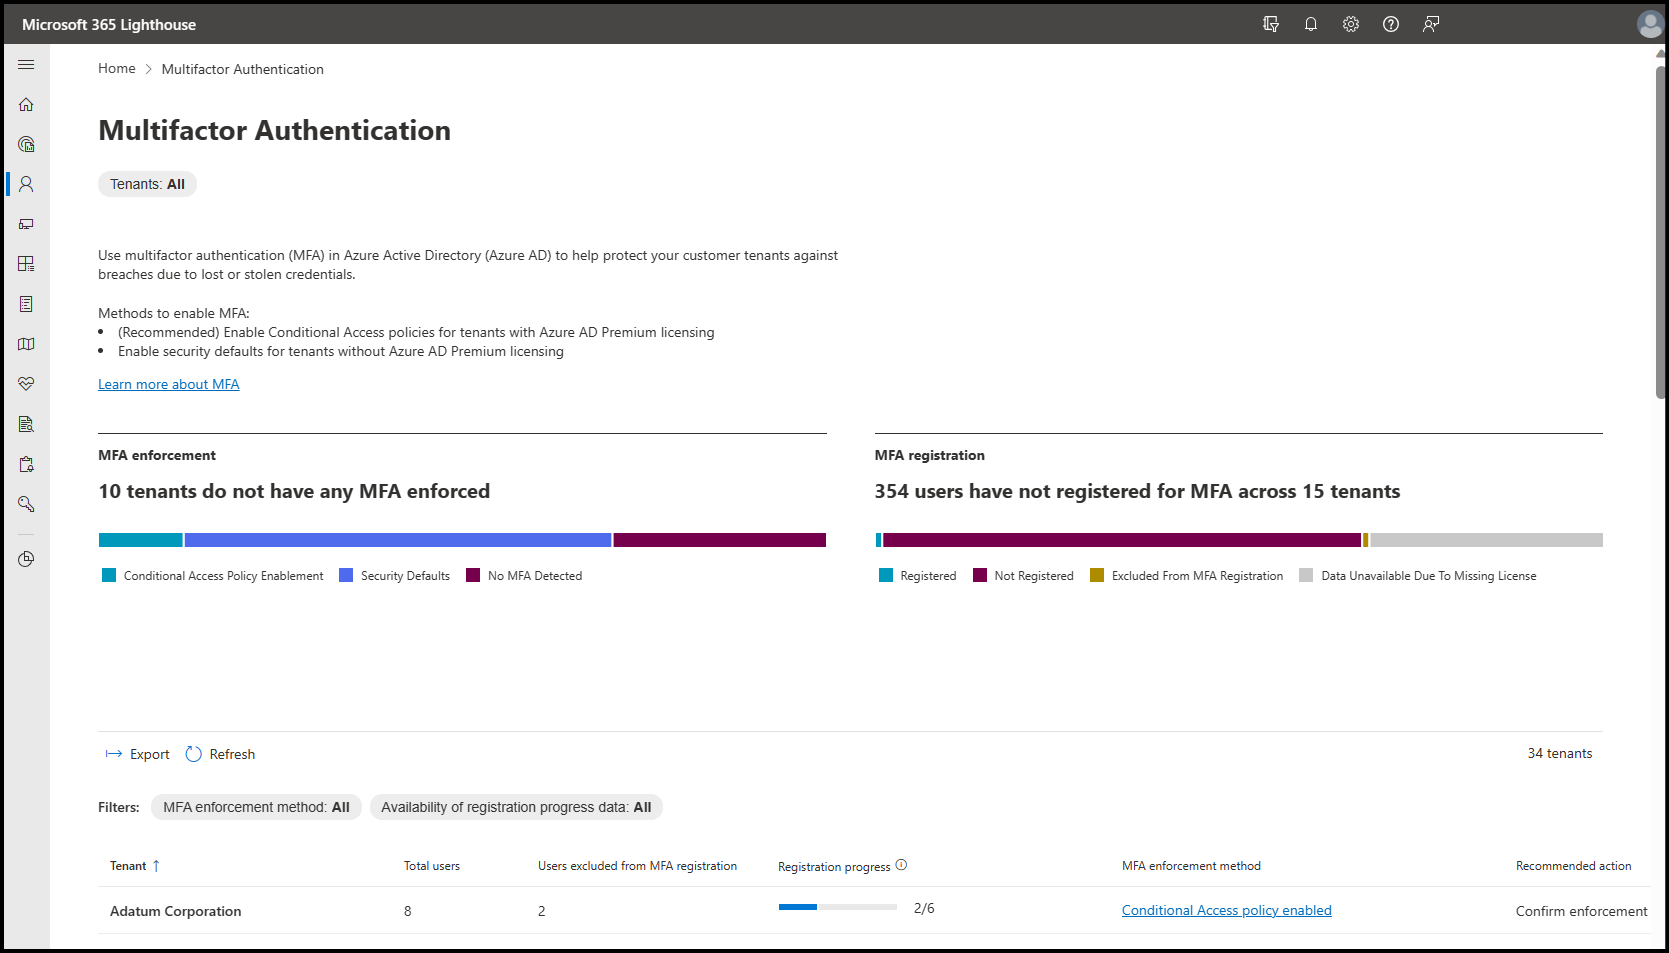 Microsoft 365 Lighthouse
Home > Multifactor Authentication
Multifactor Authentication
Tenants: All
Use multifactor authentication (MFA) in Azure Active Directory (Azure AD) to help protect your customer tenants against
breaches due to lost or stolen credentials.
Methods to enable MFA:
• (Recommended) Enable Conditional Access policies for tenants with Azure AD Premium licensing
• Enable security defaults for tenants without Azure AD Premium licensing
Learn more about MFA
MFA enforcement
10 tenants do not have any MFA enforced
Conditional Access Policy Enablement Security Defaults No MFA Detected
MFA registration
354 users have not registered for MFA across 15 tenants
Registered Not Registered Excluded From MFA Registration Data Unavailable Due To Missing License
Export Refresh 34 tenants
Filters: MFA enforcement method: All Availability of registration progress data: All
Tenant ↑ Total users Users excluded from MFA registration Registration progress MFA enforcement method Recommended action
Adatum Corporation 8 2 2/6 Conditional Access policy enabled Confirm enforcement